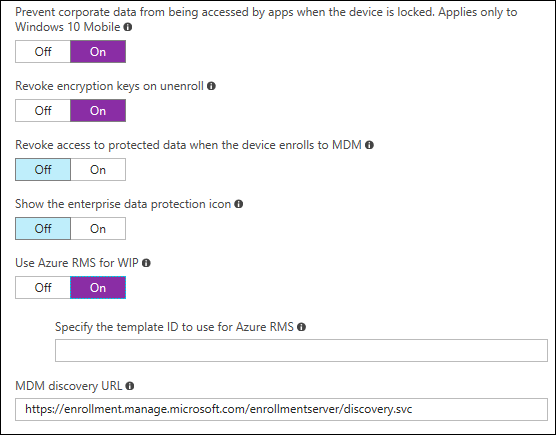 Prevent corporate data from being accessed by apps when the device is locked. Applies only to
Windows 10 Mobile
Off On
Revoke encryption keys on unenroll
Off On
Revoke access to protected data when the device enrolls to MDM
Off On
Show the enterprise data protection icon
Off On
Use Azure RMS for WIP
Off On
Specify the template ID to use for Azure RMS
MDM discovery URL
https://enrollment.manage.microsoft.com/enrollmentserver/discovery.svc